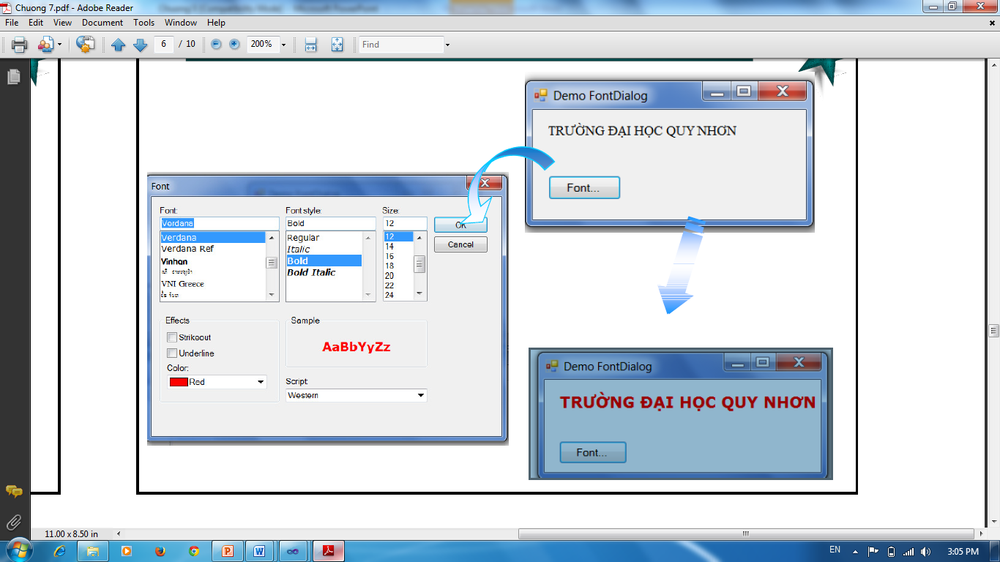 Chuong 7.pdf - Adobe Reader
File Edit View Document Tools Window Help
6 / 10 200% Find
Demo FontDialog
TRƯỜNG ĐẠI HỌC QUY NHƠN
Font...
Font
Font: Font style: Size:
Verdana Bold 12 OK
Verdana Regular 12 Cancel
Verdana Ref Italic 14
Vinhan Bold 16
Bold Italic 18
VNI Greece 20
22
24
Effects Sample
Strikeout
AaBbYyZz
Underline
Color:
Red
Script:
Western
Demo FontDialog
TRƯỜNG ĐẠI HỌC QUY NHƠN
Font...
11.00 x 8.50 in
EN 3:05 PM